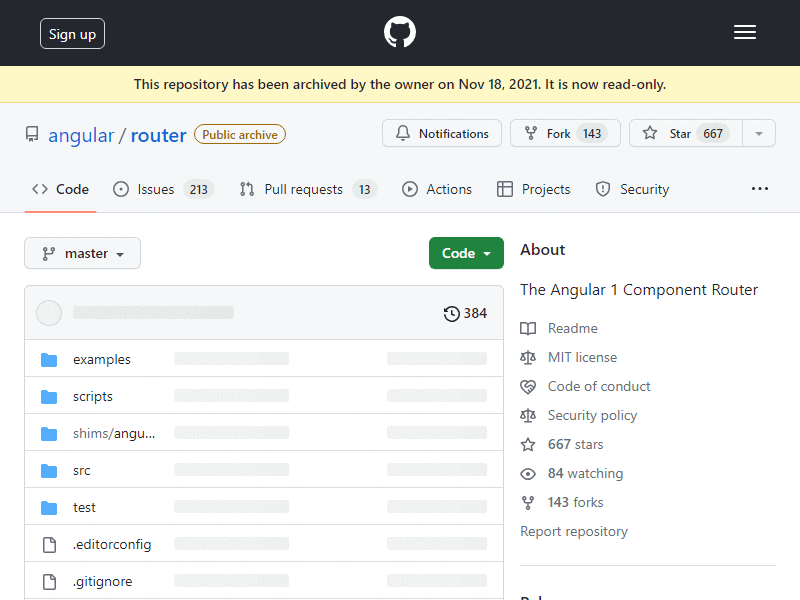 Sign up
This repository has been archived by the owner on Nov 18, 2021. It is now read-only.
angular / router Public archive
Notifications Fork 143 Star 667
Code Issues 213 Pull requests 13 Actions Projects Security
master Code
384
examples
scripts
shims/angu...
src
test
.editorconfig
.gitignore
About
The Angular 1 Component Router
Readme
MIT license
Code of conduct
Security policy
667 stars
84 watching
143 forks
Report repository